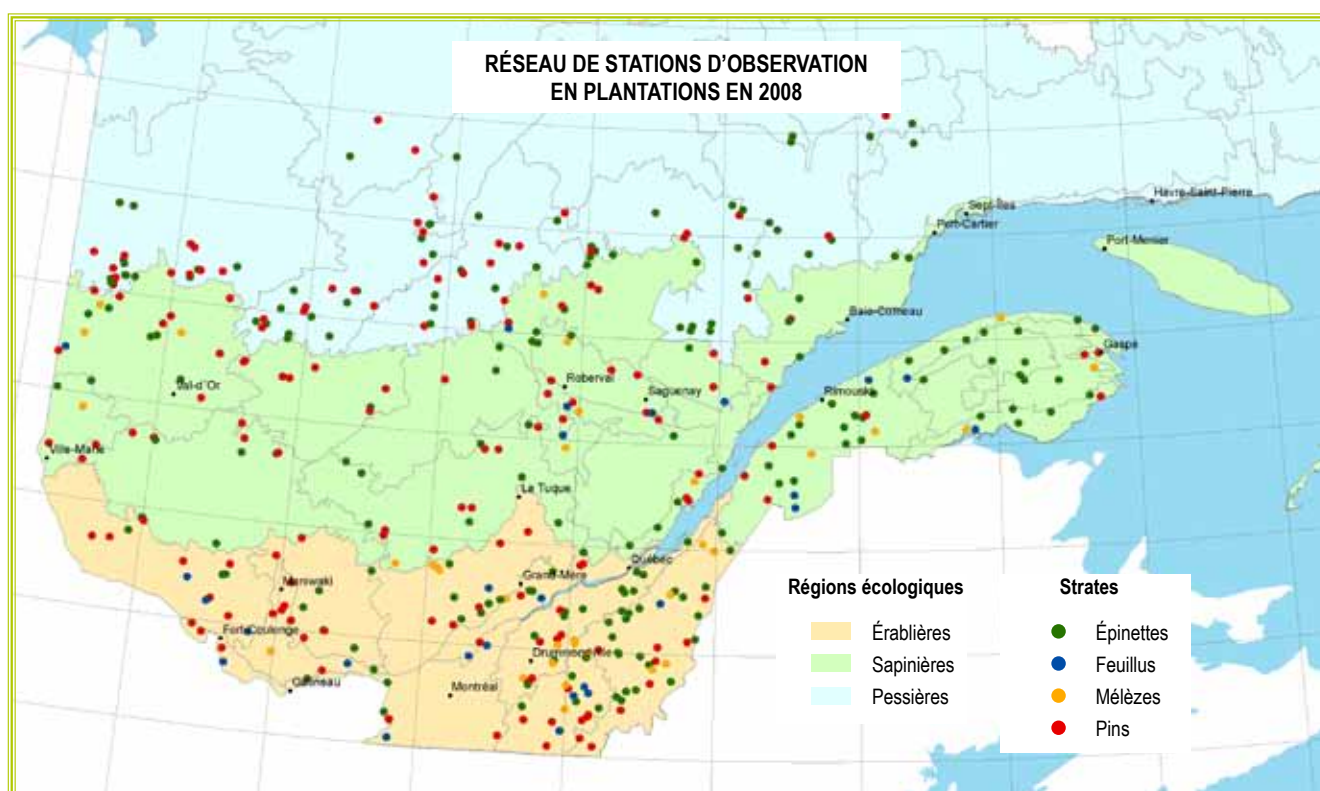 RÉSEAU DE STATIONS D'OBSERVATION
EN PLANTATIONS EN 2008
Havre-Saint-Pierre
Sept-Îles
Port-Cartier
Port-Menier
Baie-Comeau
Gaspé
Rimouski
Roberval
Saguenay
Val-d'Or
Ville-Marie
La Tuque
Québec
Grand-Mère
Maniwaki
Fort-Coulonge
Drummondville
Gatineau
Montréal
Régions écologiques
Érablières
Sapinières
Pessières
Strates
Épinettes
Feuillus
Mélèzes
Pins